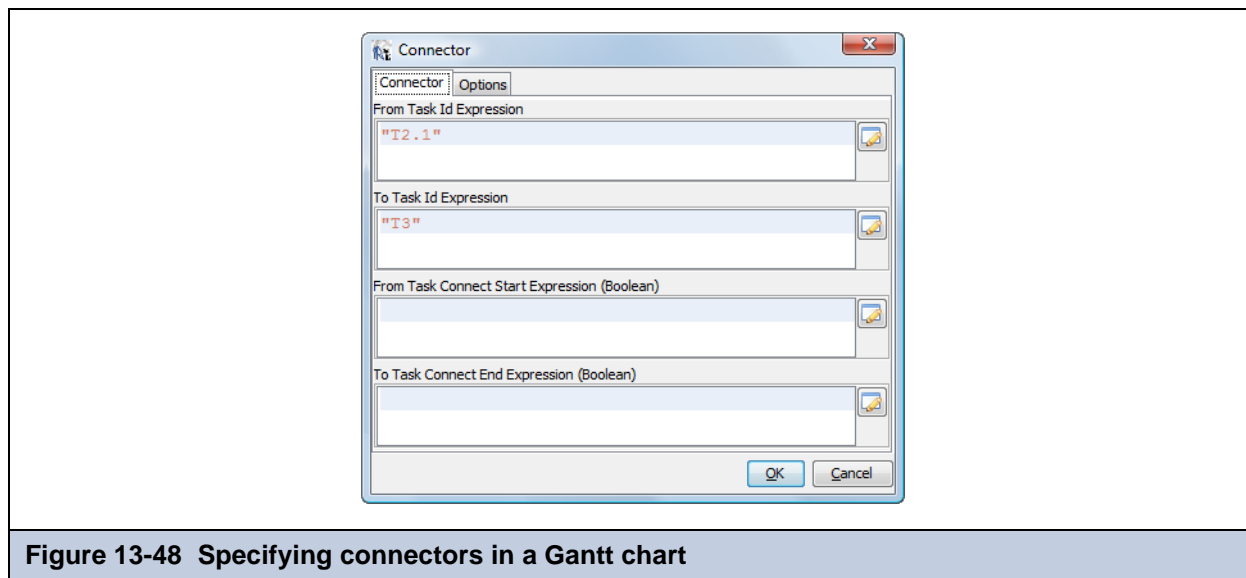 Connector
x
Connector Options
From Task Id Expression
"T2.1"
To Task Id Expression
"T3"
From Task Connect Start Expression (Boolean)
To Task Connect End Expression (Boolean)
OK Cancel
Figure 13-48 Specifying connectors in a Gantt chart